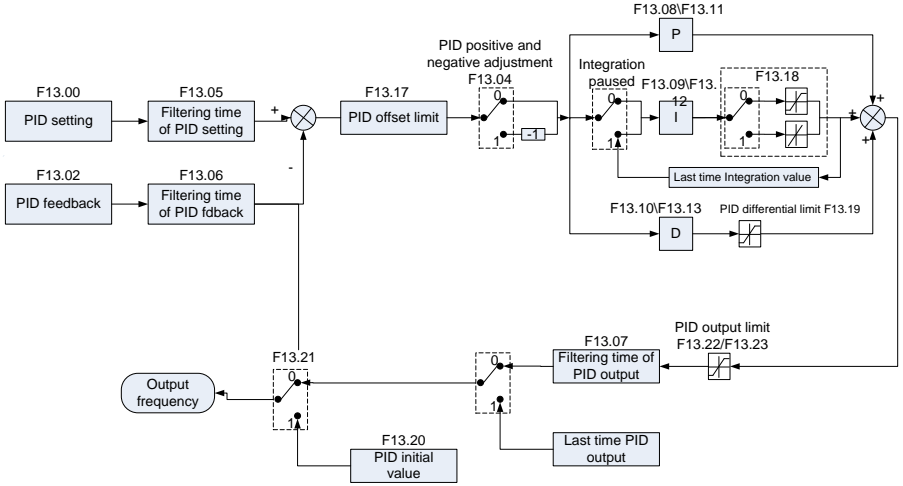 F13.08\F13.11
P
PID positive and
negative adjustment
F13.04
Integration
paused
F13.09\F13.
12
I
F13.18
F13.00
PID setting
F13.05
Filtering time
of PID setting
+
-
F13.17
PID offset limit
0
1
-1
0
1
0
1
+
+
+
Last time Integration value
F13.02
PID feedback
F13.06
Filtering time
of PID fdback
F13.10\F13.13
D
PID differential limit F13.19
PID output limit
F13.22/F13.23
F13.07
Filtering time of
PID output
F13.21
0
1
0
1
Output
frequency
F13.20
PID initial
value
Last time PID
output